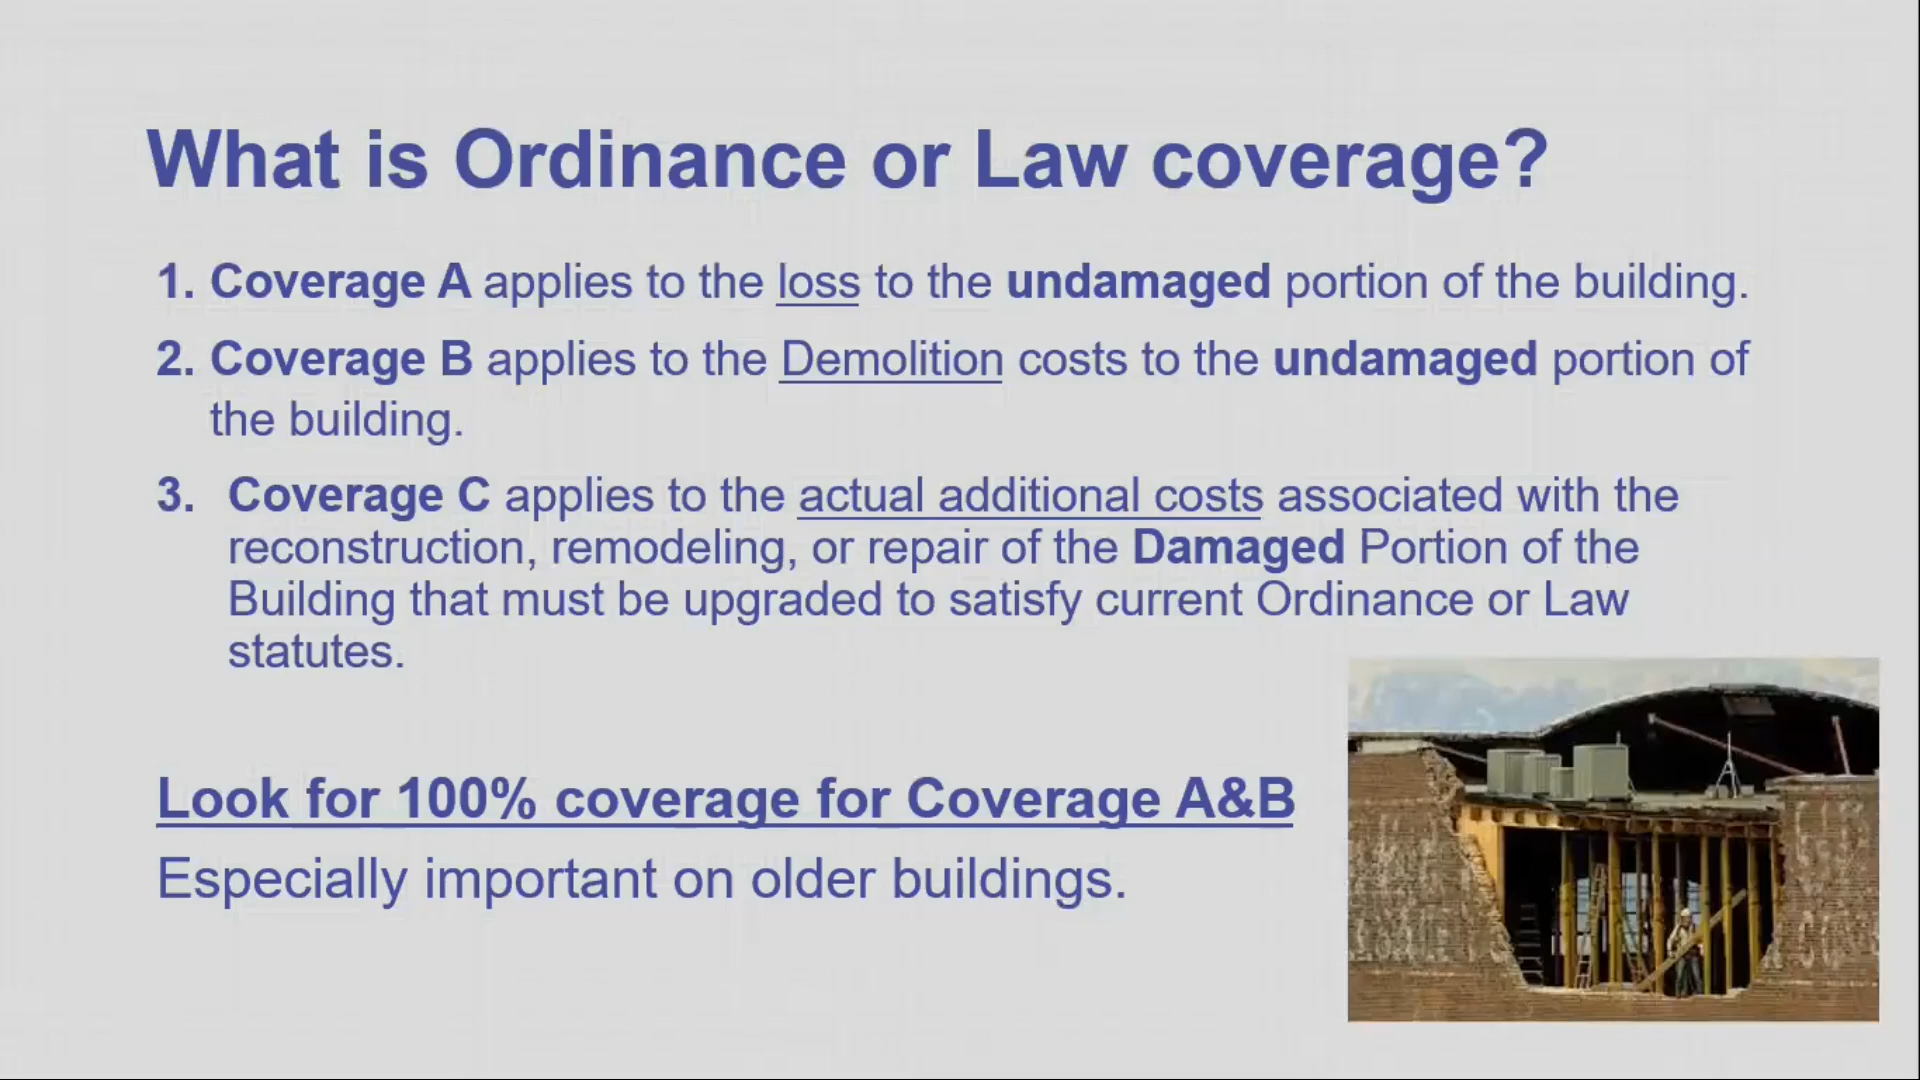 What is Ordinance or Law coverage?
1. Coverage A applies to the loss to the undamaged portion of the building.
2. Coverage B applies to the Demolition costs to the undamaged portion of
the building.
3. Coverage C applies to the actual additional costs associated with the
reconstruction, remodeling, or repair of the Damaged Portion of the
Building that must be upgraded to satisfy current Ordinance or Law
statutes.
Look for 100% coverage for Coverage A&B
Especially important on older buildings.